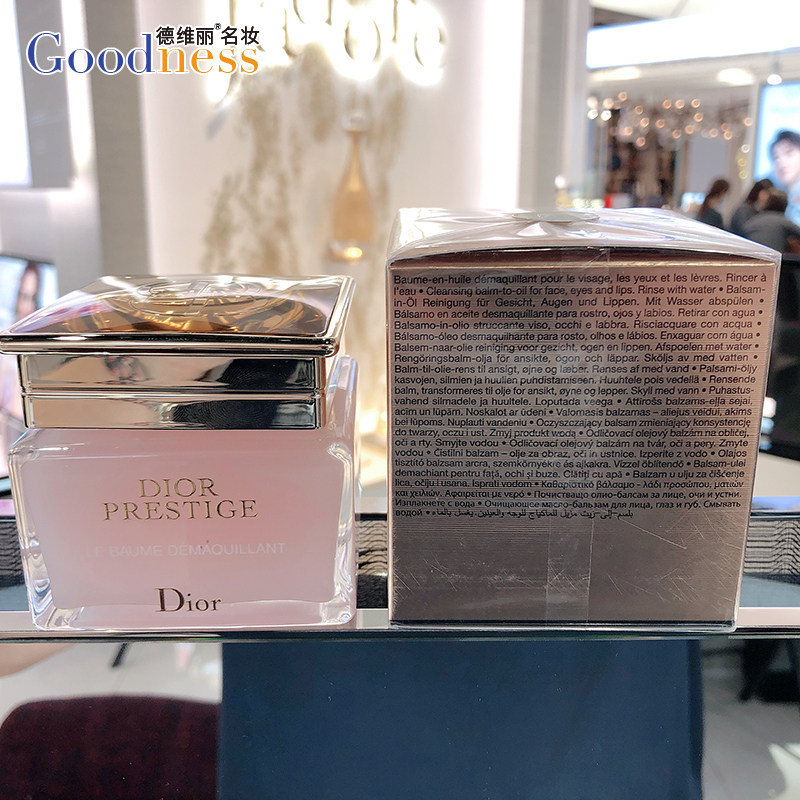 德维丽®名妆
Goodness
j'adore
DIOR
PRESTIGE
LE BAUME DÉMAQUILLANT
Dior
Baume-en-huile démaquillant pour le visage, les yeux et les lèvres. Rincer à
l'eau • Cleansing balm-to-oil for face, eyes and lips. Rinse with water • Balsam-
in-Öl Reinigung für Gesicht, Augen und Lippen. Mit Wasser abspülen •
Bálsamo en aceite desmaquillante para rostro, ojos y labios. Retirar con agua •
Balsamo-in-olio struccante viso, occhi e labbra. Risciacquare con acqua •
Bálsamo-óleo desmaquilhante para rosto, olhos e lábios. Enxaguar com água •
Balsem-naar-olie reiniging voor gezicht, ogen en lippen. Afspoelen met water •
Rengöringsbalm-olja för ansikte, ögon och läppar. Sköljs av med vatten •
Balm-til-olie-rens til ansigt, øjne og læber. Renses af med vand • Palsami-öljy
kasvojen, silmien ja huulien puhdistamiseen. Huuhtele pois vedellä • Rensende
balm, transformeres til olje for ansikt, øyne og lepper. Skyll med vann • Puhastus-
vahend silmadele ja huultele. Loputada veega • Attīrošs balzams-eļļa sejai,
acīm un lūpām. Noskalot ar ūdeni • Valomasis balzamas – aliejus veidui, akims
bei lūpoms. Nuplauti vandeniu • Oczyszczający balsam zmieniający konsystencję
do twarzy, oczu i ust. Zmyj produkt wodą • Odličovací olejový balzám na obličej,
oči a rty. Smyjte vodou • Odličovací olejový balzam na tvár, oči a pery. Zmyte
vodou • Čistilni balzam – olje za obraz, oči in ustnice. Izperite z vodo • Olajos
tisztító balzsam arcra, szemkörnyékre és ajkakra. Vízzel öblítendő • Balsam-ulei
demachiant pentru față, ochi și buze. Clătiți cu apă • Balzam u ulju za čišćenje
lica, očiju i usana. Isprati vodom • Καθαριστικό βάλσαμο - λάδι προσώπου, ματιών
και χειλιών. Αφαιρείται με νερό • Почистващо олио-балсам за лице, очи и устни.
Изплакнете с вода • Очищающее масло-бальзам для лица, глаз и губ. Смывать
водой • بلسم-إلى-زيت مزيل للماكياج للوجه والعينين. يغسل بالماء •